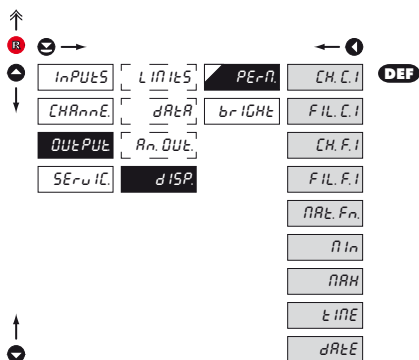 R
InPUtS LIMItS PErM. CH. C.1 DEF
CHAnnE. dAtA brIGHt FIL. C.1
OUtPUt An. OUt. CH. F.1
SErvIC. dISP. FIL. F.1
MAt. Fn.
MIn
MAX
tIME
dAtE